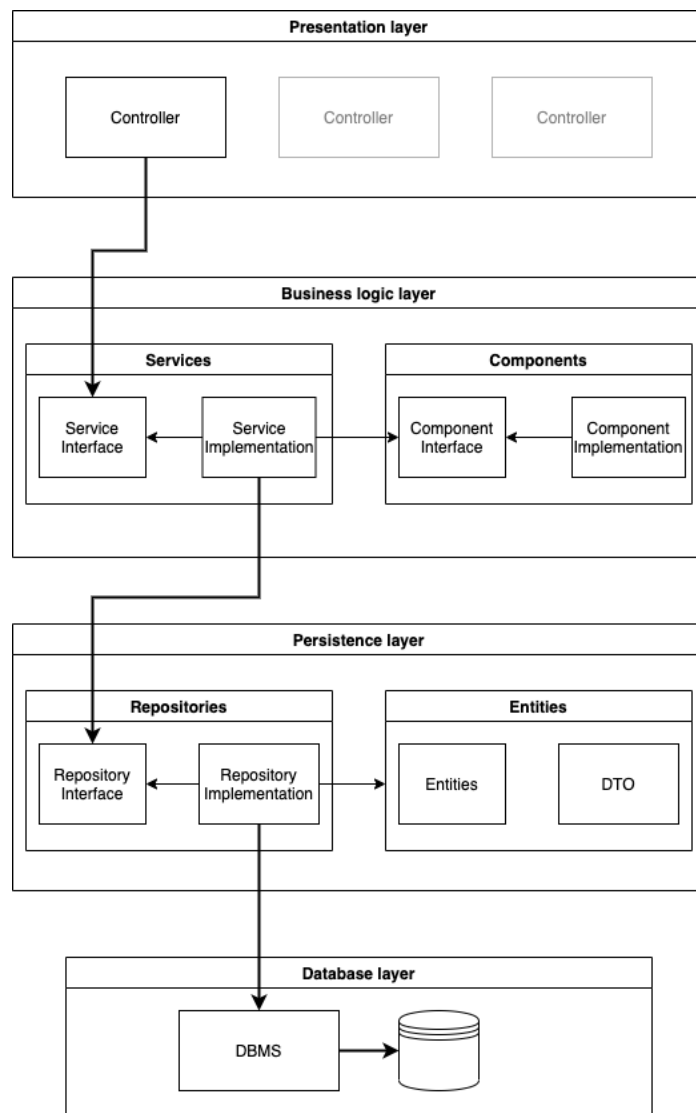 Presentation layer
Controller
Controller
Controller
Business logic layer
Services
Components
Service
Interface
Service
Implementation
Component
Interface
Component
Implementation
Persistence layer
Repositories
Entities
Repository
Interface
Repository
Implementation
Entities
DTO
Database layer
DBMS